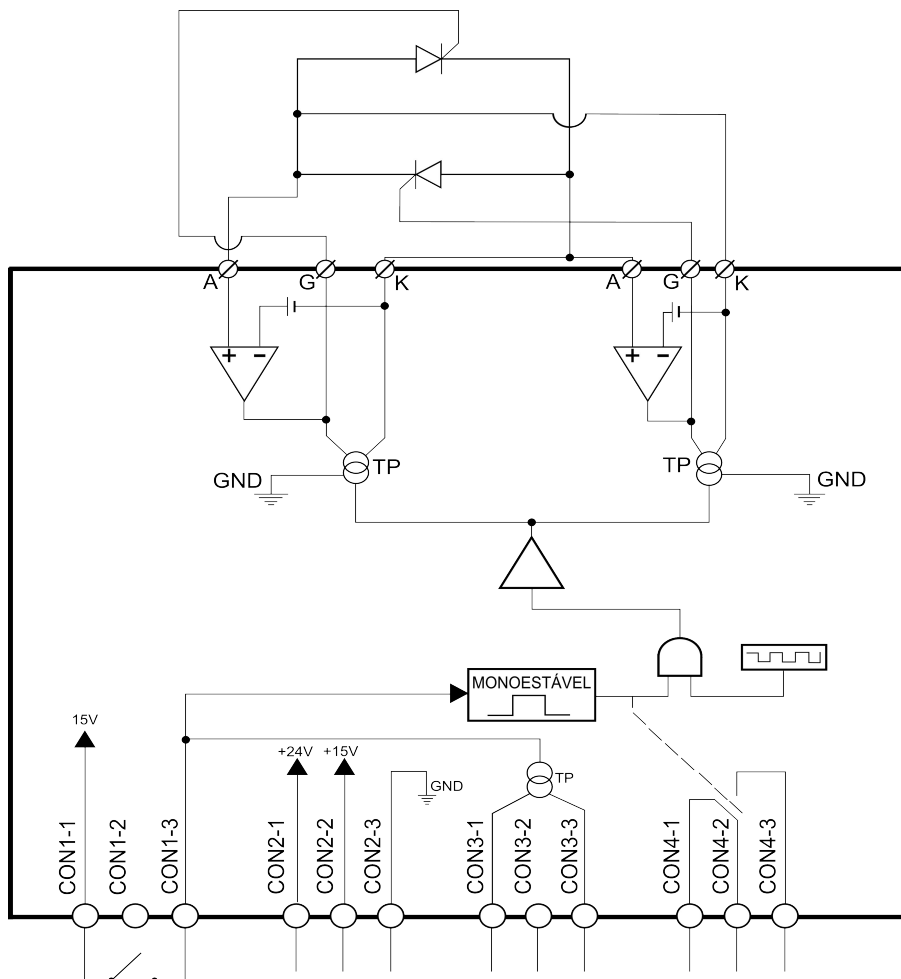 A G K A G K
+ − + −
TP TP
GND GND
MONOESTÁVEL
15V
+24V +15V
TP
GND
CON1-1 CON1-2 CON1-3 CON2-1 CON2-2 CON2-3 CON3-1 CON3-2 CON3-3 CON4-1 CON4-2 CON4-3